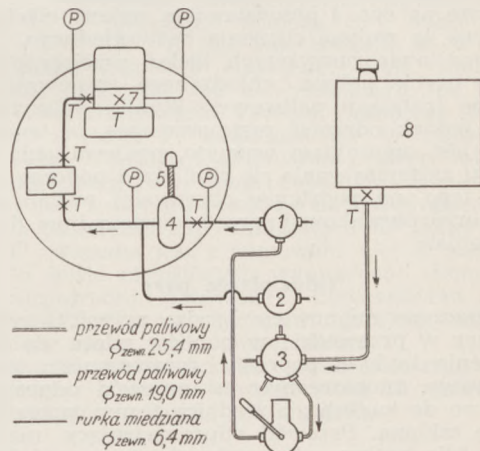 P
P
7
T
T
8
T
6
5
P
P
T
4
T
1
T
2
3
przewód paliwowy
ϕzewn. 25,4 mm
przewód paliwowy
ϕzewn. 19,0 mm
rurka miedziana
ϕzewn. 6,4 mm